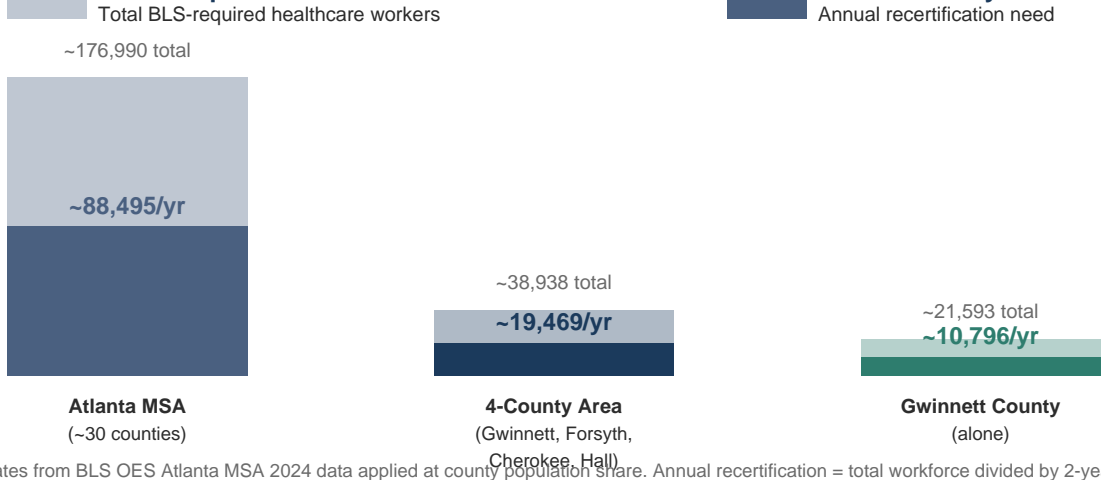 Total BLS-required healthcare workers
Annual recertification need
~176,990 total
~88,495/yr
~38,938 total
~19,469/yr
~21,593 total
~10,796/yr
Atlanta MSA
(~30 counties)
4-County Area
(Gwinnett, Forsyth,
Cherokee, Hall)
Gwinnett County
(alone)
ates from BLS OES Atlanta MSA 2024 data applied at county population share. Annual recertification = total workforce divided by 2-ye